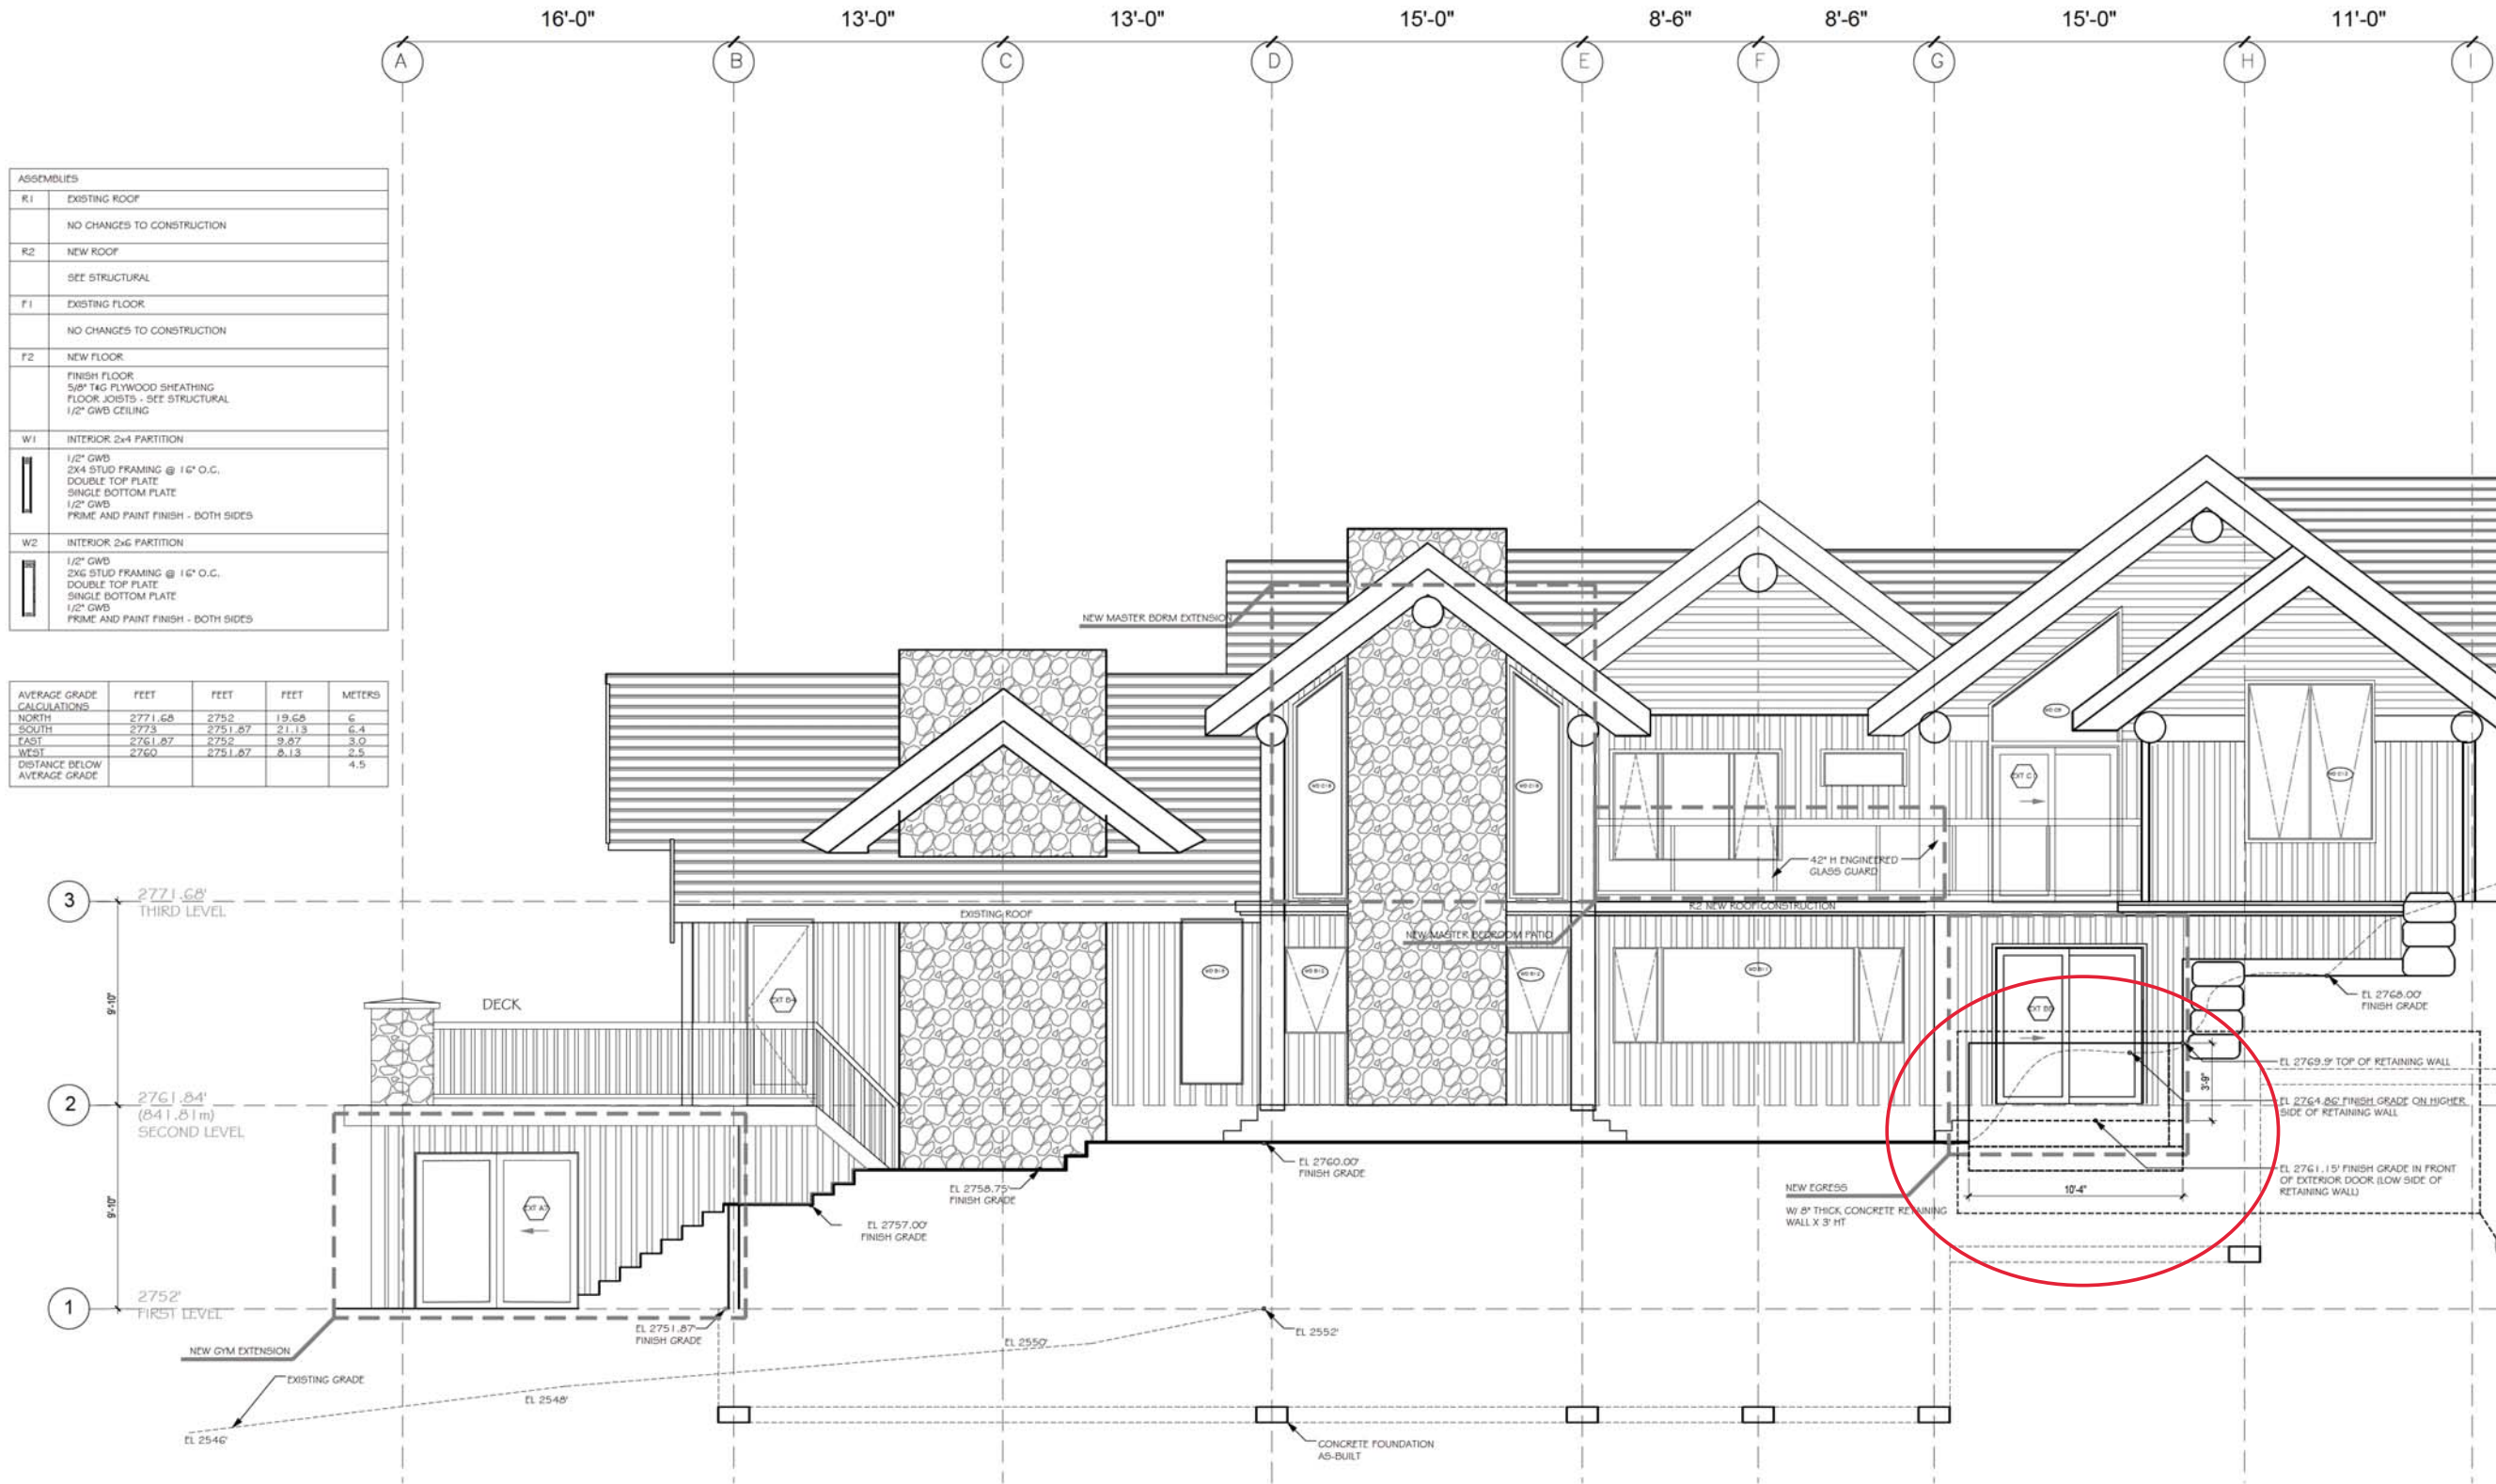 16'-0" 13'-0" 13'-0" 15'-0" 8'-6" 8'-6" 15'-0" 11'-0"
A B C D E F G H I
ASSEMBLIES
R1 EXISTING ROOF
NO CHANGES TO CONSTRUCTION
R2 NEW ROOF
SEE STRUCTURAL
F1 EXISTING FLOOR
NO CHANGES TO CONSTRUCTION
F2 NEW FLOOR
FINISH FLOOR
5/8" T&G PLYWOOD SHEATHING
FLOOR JOISTS - SEE STRUCTURAL
1/2" GWB CEILING
W1 INTERIOR 2x4 PARTITION
1/2" GWB
2X4 STUD FRAMING @ 16" O.C.
DOUBLE TOP PLATE
SINGLE BOTTOM PLATE
1/2" GWB
PRIME AND PAINT FINISH - BOTH SIDES
W2 INTERIOR 2x6 PARTITION
1/2" GWB
2X6 STUD FRAMING @ 16" O.C.
DOUBLE TOP PLATE
SINGLE BOTTOM PLATE
1/2" GWB
PRIME AND PAINT FINISH - BOTH SIDES
AVERAGE GRADE CALCULATIONS FEET FEET FEET METERS
NORTH 2771.68 2752 19.68 6
SOUTH 2773 2751.87 21.13 6.4
EAST 2761.87 2752 9.87 3.0
WEST 2760 2751.87 8.13 2.5
DISTANCE BELOW AVERAGE GRADE 4.5
NEW MASTER BDRM EXTENSION
42" H ENGINEERED
GLASS GUARD
EXT C
3
2771.68'
THIRD LEVEL
EXISTING ROOF
R2 NEW ROOF CONSTRUCTION
NEW MASTER BEDROOM PATIO
9'-10"
DECK
EXT B4
EXT B5
EL 2768.00'
FINISH GRADE
EL 2769.9' TOP OF RETAINING WALL
3'-9"
EL 2764.86' FINISH GRADE ON HIGHER
SIDE OF RETAINING WALL
2
2761.84'
(841.81m)
SECOND LEVEL
EL 2760.00'
FINISH GRADE
EL 2761.15' FINISH GRADE IN FRONT
OF EXTERIOR DOOR (LOW SIDE OF
RETAINING WALL)
9'-10"
EL 2758.75'
FINISH GRADE
NEW EGRESS
W/ 8" THICK CONCRETE RETAINING
WALL X 3' HT
10'-4"
EL 2757.00'
FINISH GRADE
EXT A
1
2752'
FIRST LEVEL
EL 2751.87'
FINISH GRADE
EL 2552'
EL 2550'
NEW GYM EXTENSION
EXISTING GRADE
EL 2548'
EL 2546'
CONCRETE FOUNDATION
AS-BUILT